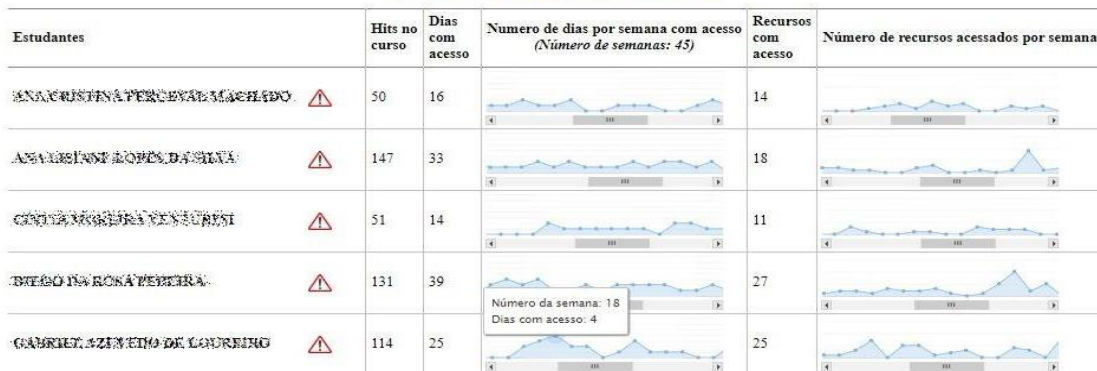 Estudantes
Hits no
curso
Dias
com
acesso
Numero de dias por semana com acesso
(Número de semanas: 45)
Recursos
com
acesso
Número de recursos acessados por semana
50 16 14
147 33 18
51 14 11
131 39 27
Número da semana: 18
Dias com acesso: 4
114 25 25